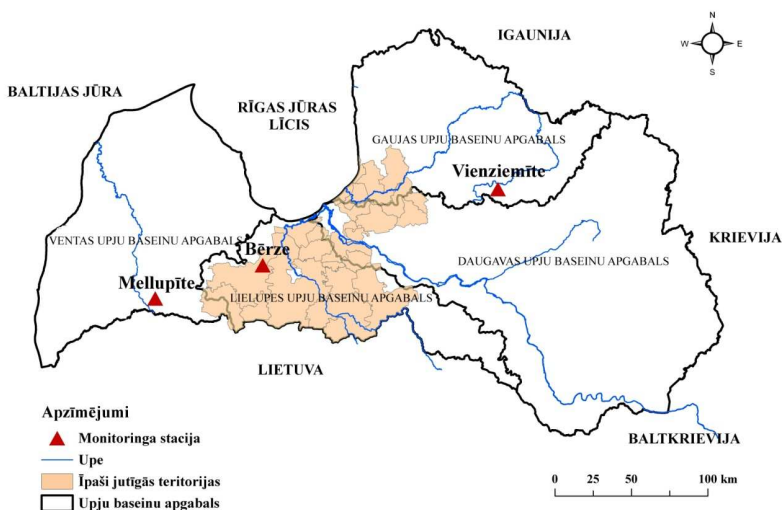 N
W E
S
IGAUNIJA
BALTIJAS JŪRA
RĪGAS JŪRAS
LĪCIS
GAUJAS UPJU BASEINU APGABALS
Vienziemīte
KRIEVIJA
VENTAS UPJU BASEINU APGABALS
Bērze
DAUGAVAS UPJU BASEINU APGABALS
Mellupīte
LIELUPES UPJU BASEINU APGABALS
LIETUVA
BALTKRIEVIJA
Apzīmējumi
Monitoringa stacija
Upe
Īpaši jutīgās teritorijas
Upju baseinu apgabals
0 25 50 100 km